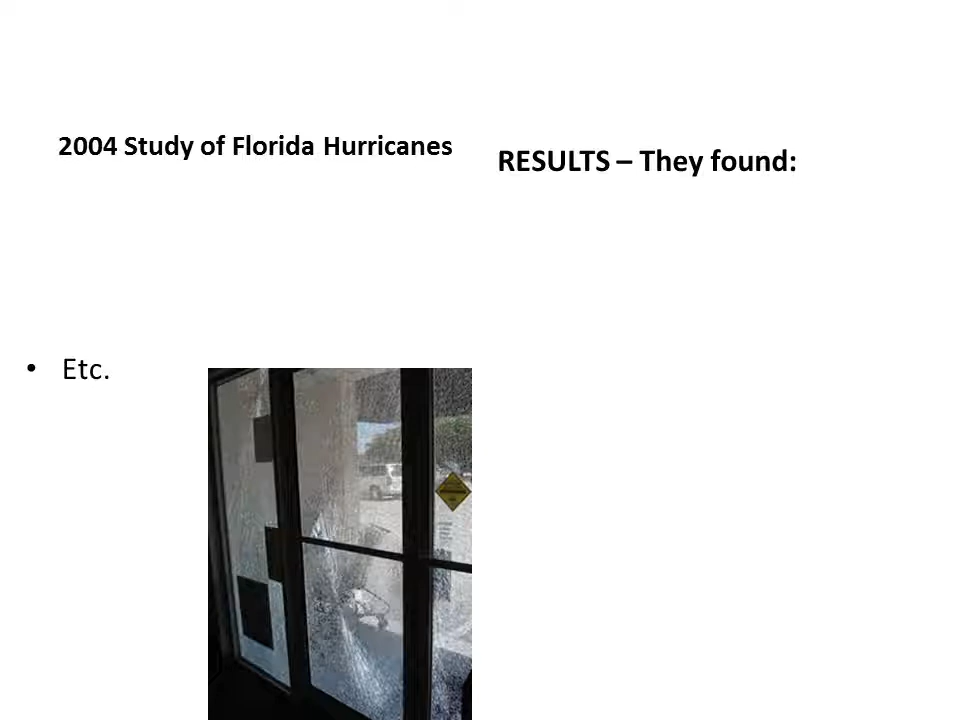 2004 Study of Florida Hurricanes
RESULTS – They found:
• Etc.